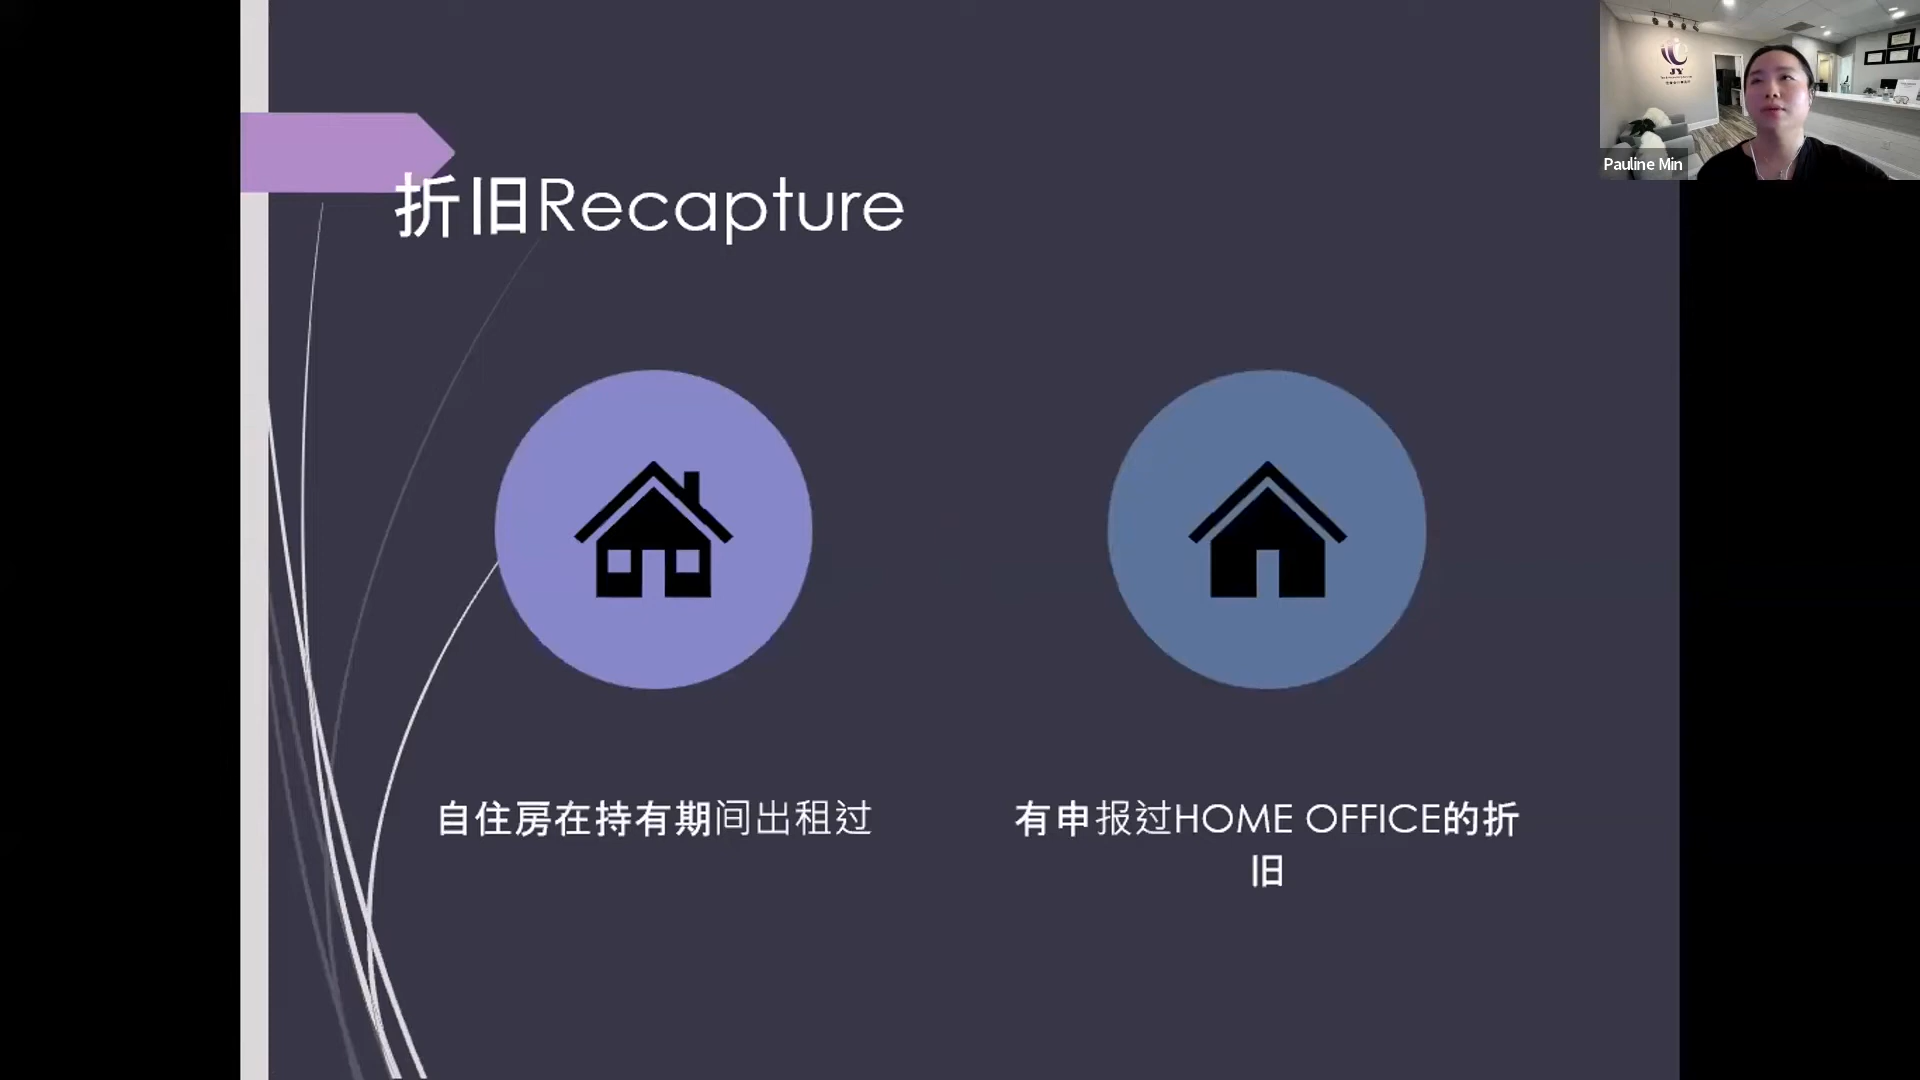 折旧Recapture
JY
Pauline Min
自住房在持有期间出租过
有申报过HOME OFFICE的折
旧